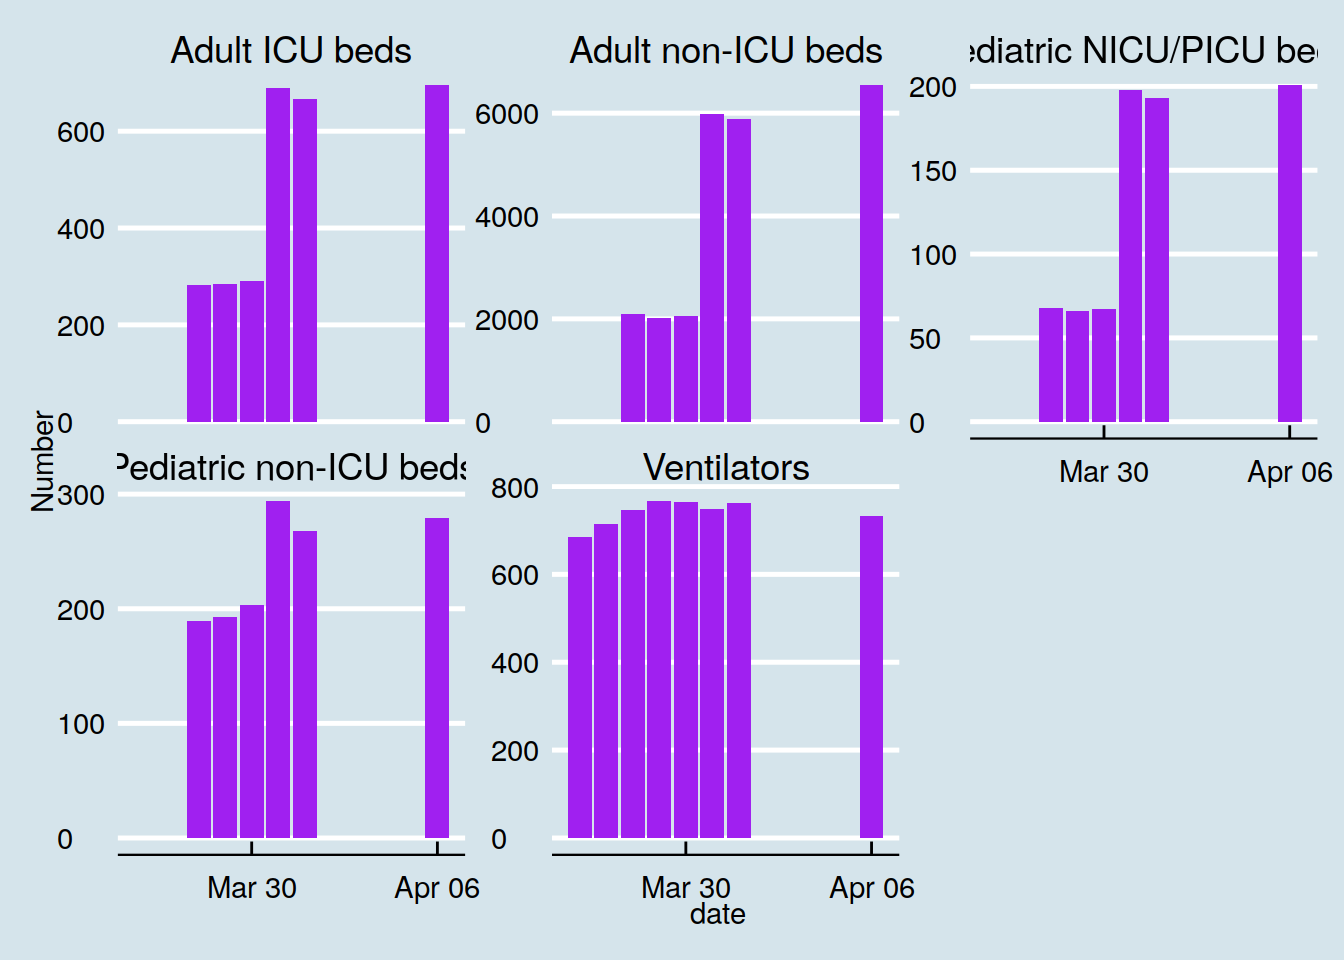 Adult ICU beds
Adult non-ICU beds
ediatric NICU/PICU be
600
400
200
0
6000
4000
2000
0
200
150
100
50
0
Mar 30 Apr 06
Number
Pediatric non-ICU beds
Ventilators
300
200
100
0
800
600
400
200
0
Mar 30 Apr 06
Mar 30 Apr 06
date